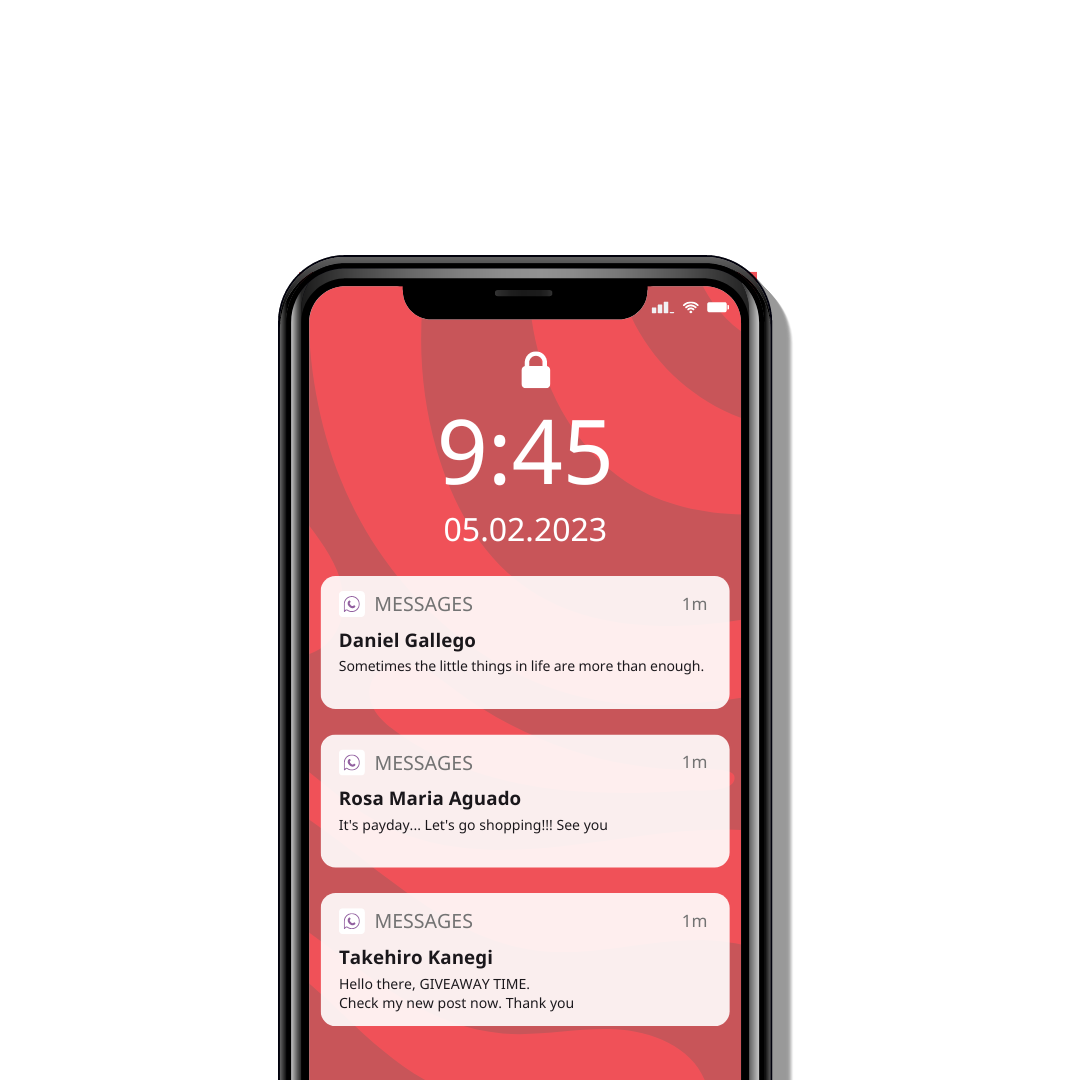 9:45
05.02.2023
MESSAGES 1m
Daniel Gallego
Sometimes the little things in life are more than enough.
MESSAGES 1m
Rosa Maria Aguado
It's payday... Let's go shopping!!! See you
MESSAGES 1m
Takehiro Kanegi
Hello there, GIVEAWAY TIME.
Check my new post now. Thank you